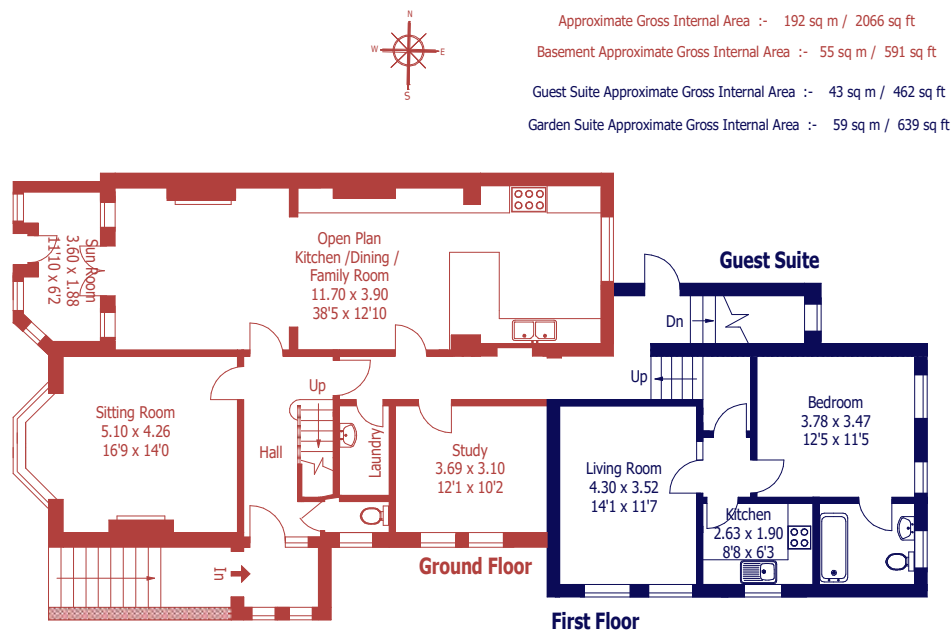 N
W
E
S
Approximate Gross Internal Area :- 192 sq m / 2066 sq ft
Basement Approximate Gross Internal Area :- 55 sq m / 591 sq ft
Guest Suite Approximate Gross Internal Area :- 43 sq m / 462 sq ft
Garden Suite Approximate Gross Internal Area :- 59 sq m / 639 sq ft
Sun Room
3.60 x 1.88
11'10 x 6'2
Open Plan
Kitchen /Dining /
Family Room
11.70 x 3.90
38'5 x 12'10
Guest Suite
Dn
Up
Up
Sitting Room
5.10 x 4.26
16'9 x 14'0
Hall
Laundry
Study
3.69 x 3.10
12'1 x 10'2
Living Room
4.30 x 3.52
14'1 x 11'7
Bedroom
3.78 x 3.47
12'5 x 11'5
Kitchen
2.63 x 1.90
8'8 x 6'3
In
Ground Floor
First Floor